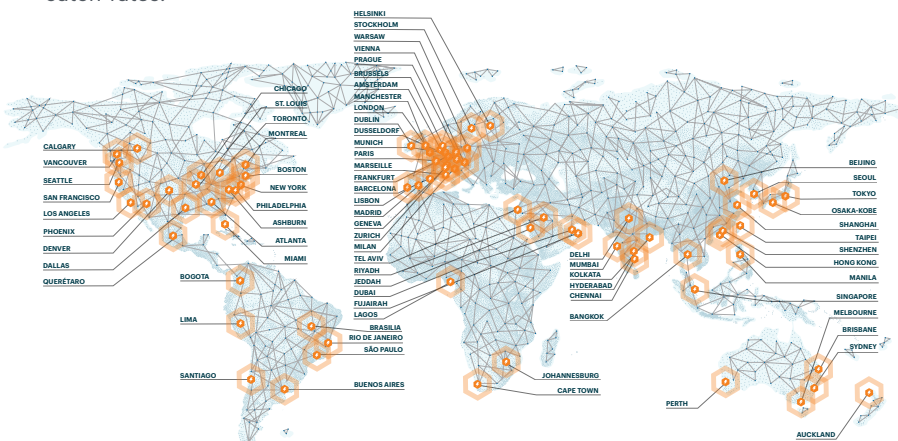 HELSINKI
STOCKHOLM
WARSAW
VIENNA
PRAGUE
BRUSSELS
AMSTERDAM
MANCHESTER
LONDON
DUBLIN
DUSSELDORF
MUNICH
PARIS
MARSEILLE
FRANKFURT
BARCELONA
LISBON
MADRID
GENEVA
ZURICH
MILAN
TEL AVIV
RIYADH
JEDDAH
DUBAI
FUJAIRAH
LAGOS
CHICAGO
ST. LOUIS
TORONTO
MONTREAL
BOSTON
NEW YORK
PHILADELPHIA
ASHBURN
ATLANTA
MIAMI
CALGARY
VANCOUVER
SEATTLE
SAN FRANCISCO
LOS ANGELES
PHOENIX
DENVER
DALLAS
QUERÉTARO
BOGOTA
LIMA
SANTIAGO
BRASILIA
RIO DE JANEIRO
SÃO PAULO
BUENOS AIRES
JOHANNESBURG
CAPE TOWN
DELHI
MUMBAI
KOLKATA
HYDERABAD
CHENNAI
BANGKOK
BEIJING
SEOUL
TOKYO
OSAKA-KOBE
SHANGHAI
TAIPEI
SHENZHEN
HONG KONG
MANILA
SINGAPORE
MELBOURNE
BRISBANE
SYDNEY
PERTH
AUCKLAND